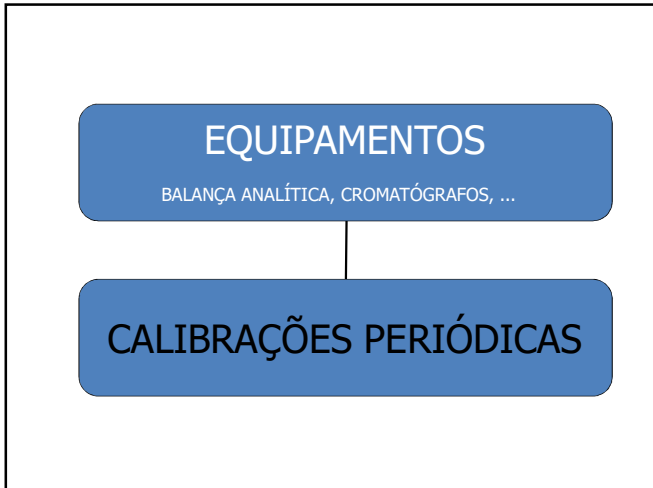 EQUIPAMENTOS
BALANÇA ANALÍTICA, CROMATÓGRAFOS, ...
CALIBRAÇÕES PERIÓDICAS